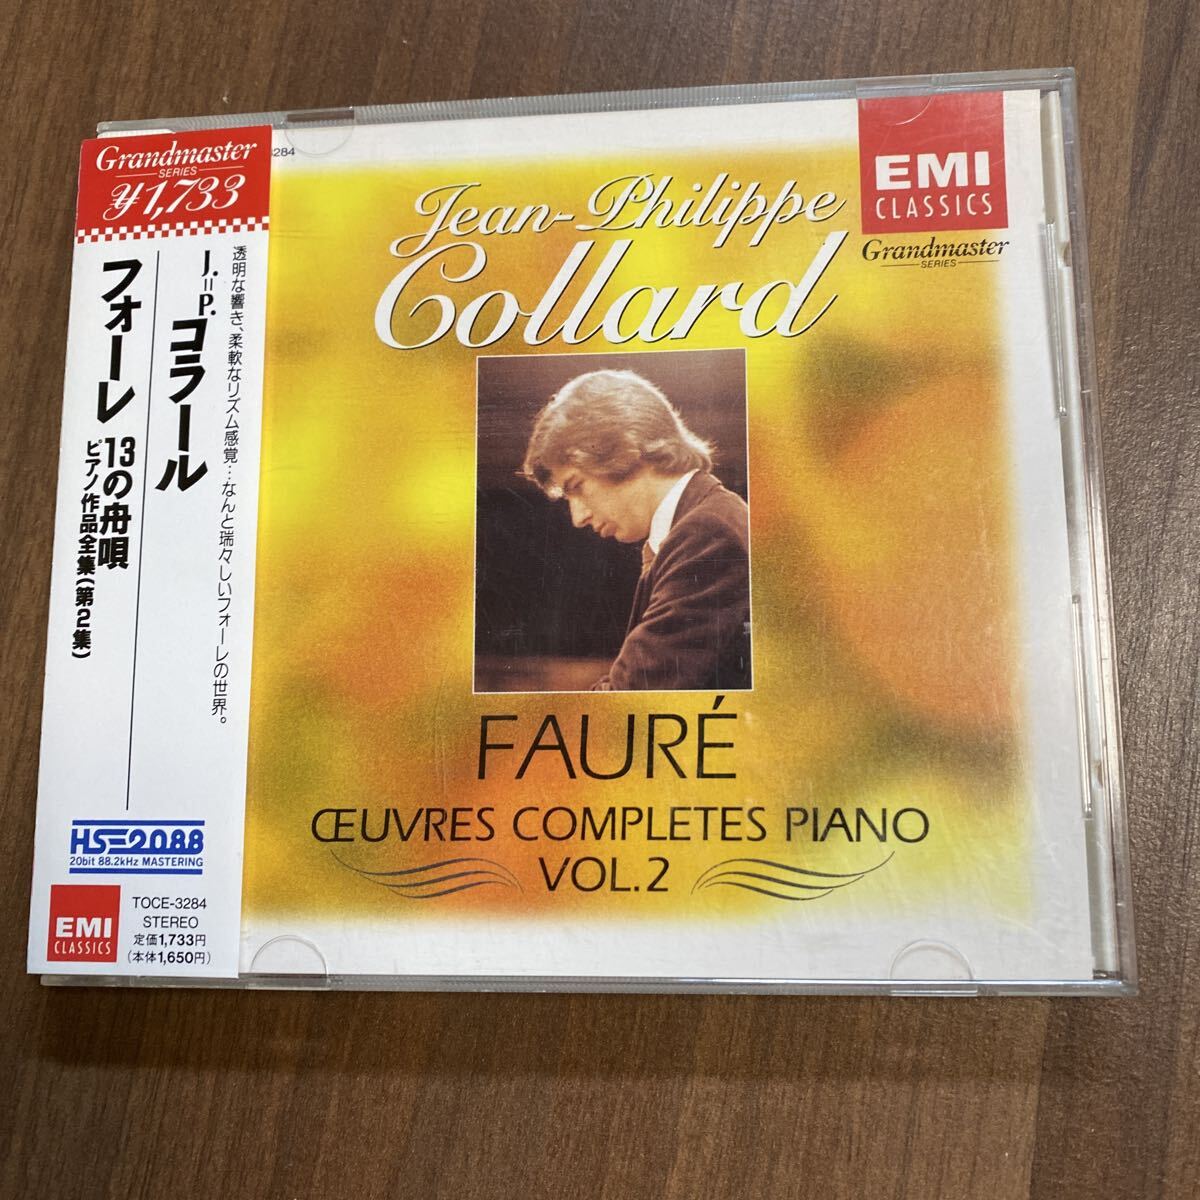 Grandmaster
SERIES
¥1,733
透明な響き、柔軟なリズム感覚…なんと瑞々しいフォーレの世界。
J.=P.コラール
フォーレ 13の舟唄
ピアノ作品全集(第2集)
HS-2088
20bit 88.2kHz MASTERING
EMI
CLASSICS
TOCE-3284
STEREO
定価1,733円
(本体1,650円)
3284
Jean-Philippe
Collard
EMI
CLASSICS
Grandmaster
SERIES
FAURÉ
ŒUVRES COMPLETES PIANO
VOL.2